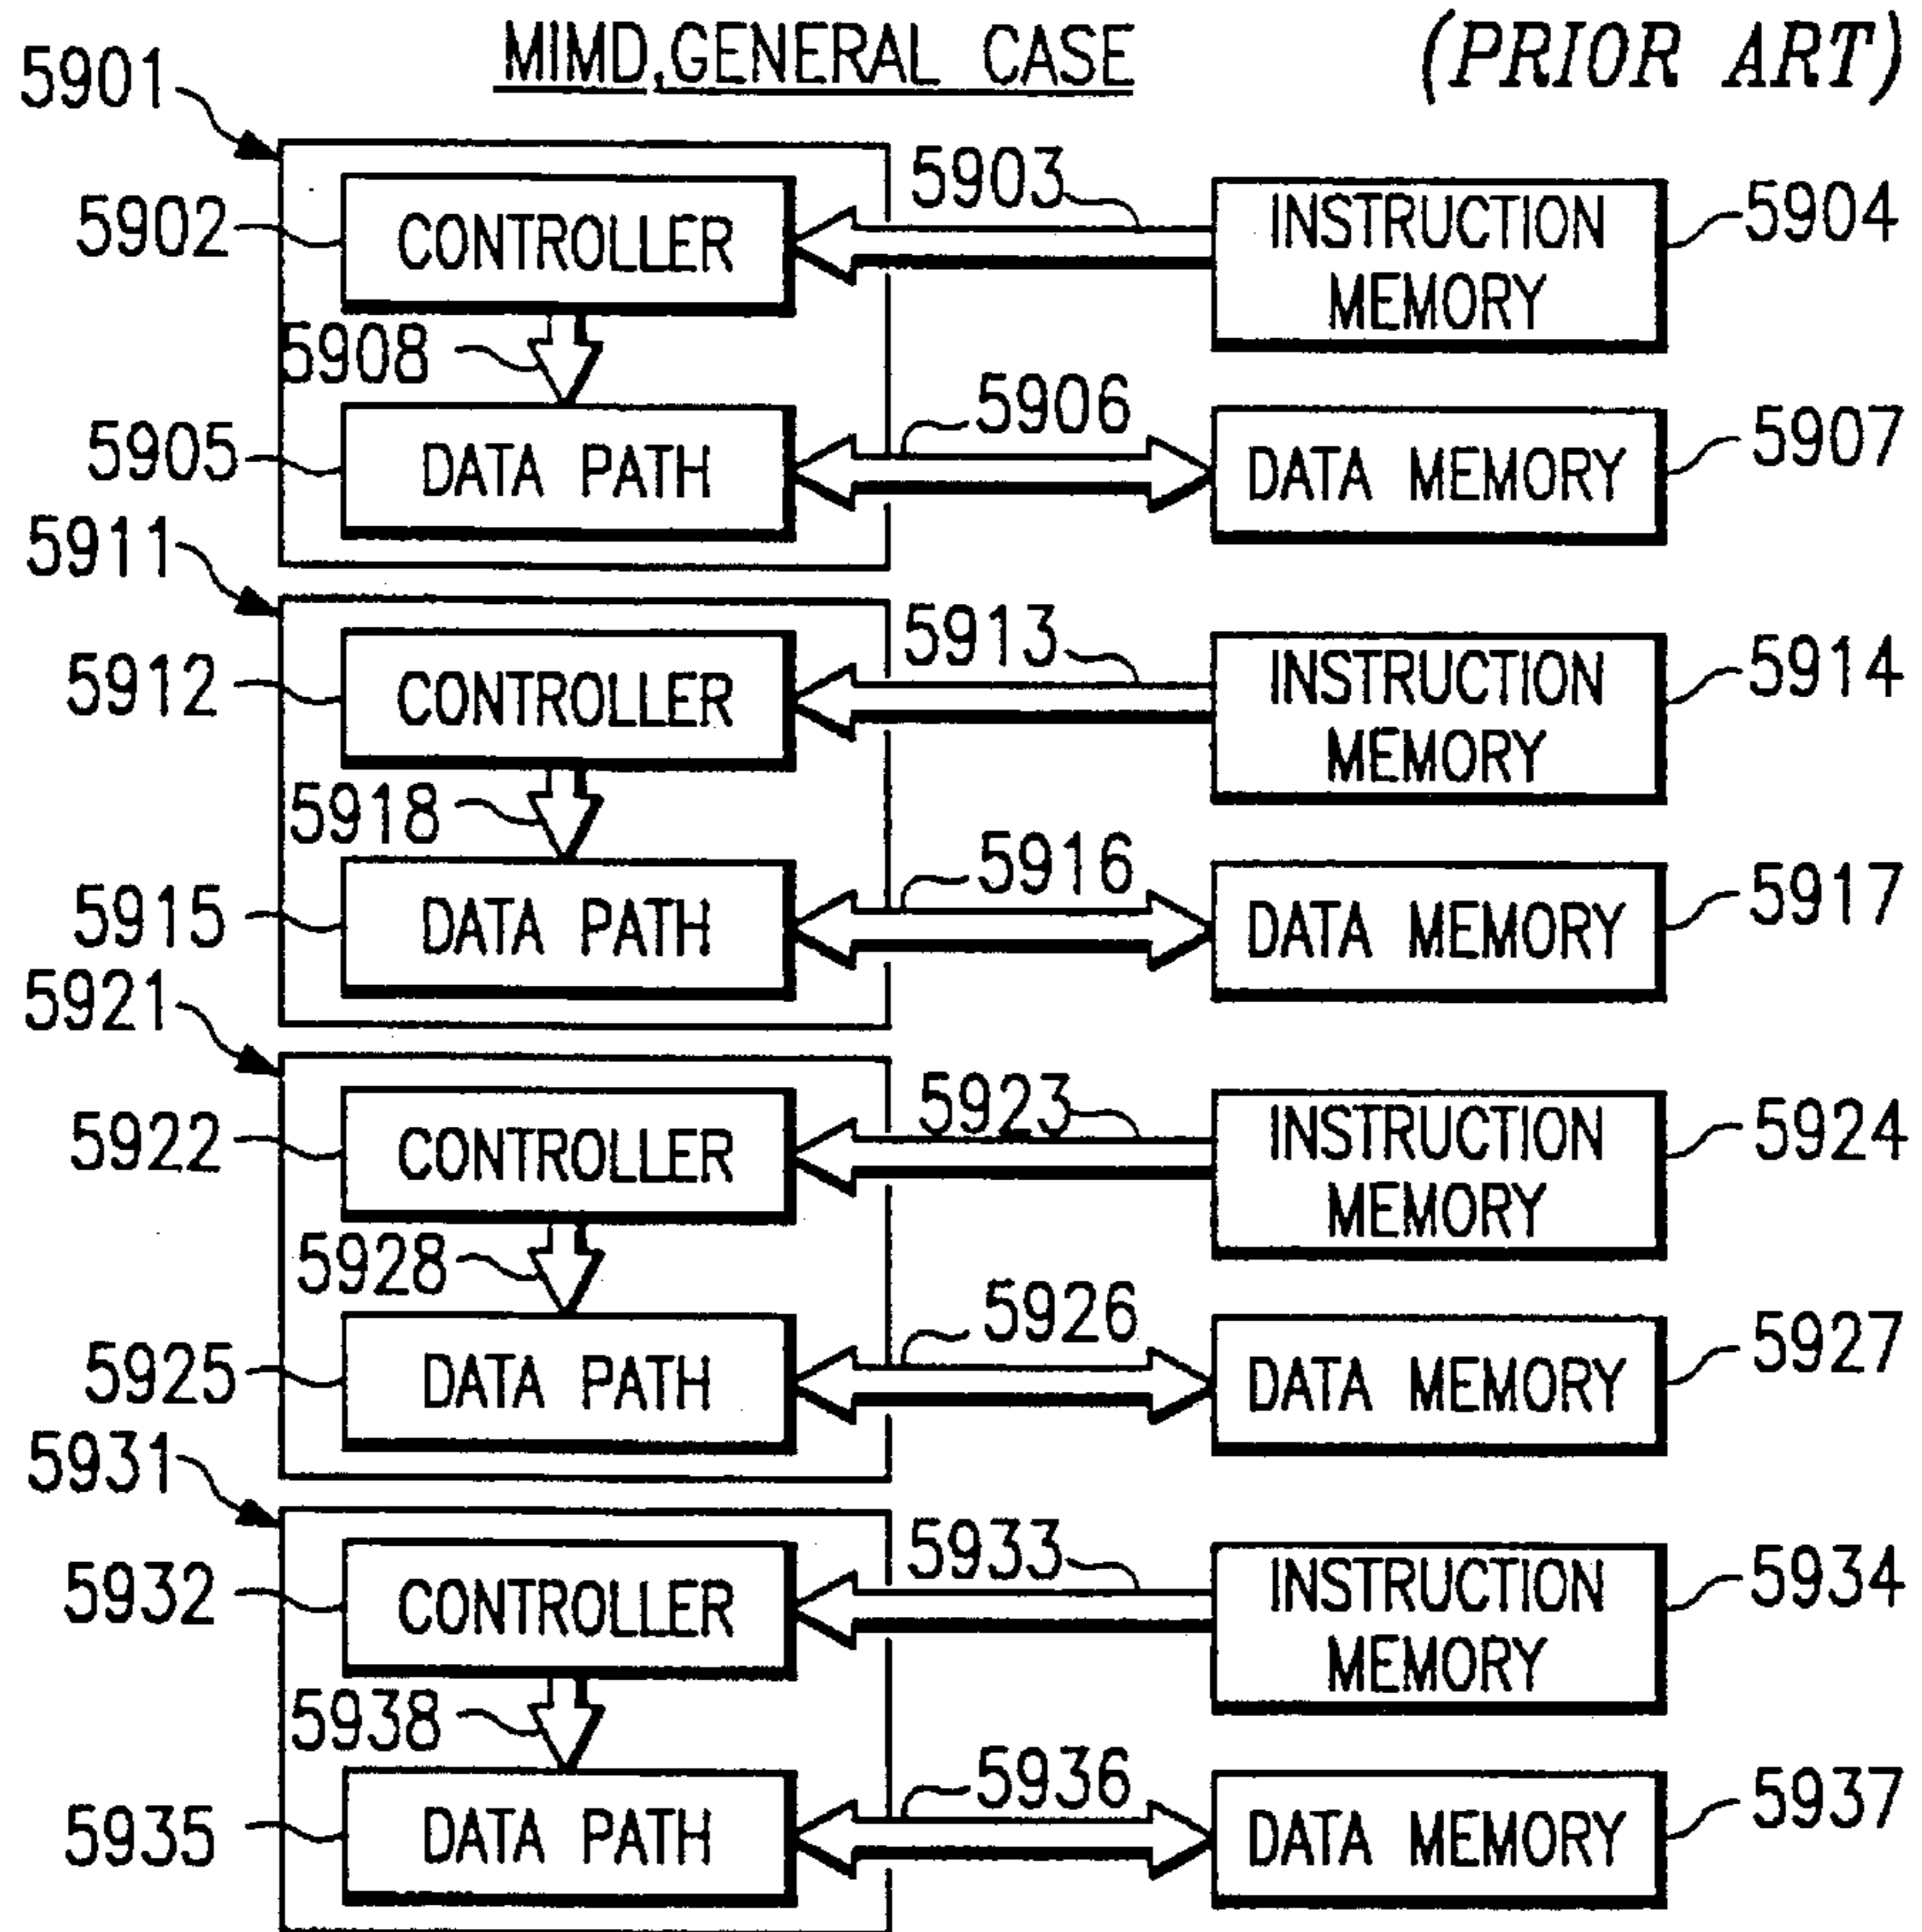 MIMD,GENERAL CASE
(PRIOR ART)
5901
5902
CONTROLLER
5903
INSTRUCTION
MEMORY
5904
5908
5905
DATA PATH
5906
DATA MEMORY
5907
5911
5912
CONTROLLER
5913
INSTRUCTION
MEMORY
5914
5918
5915
DATA PATH
5916
DATA MEMORY
5917
5921
5922
CONTROLLER
5923
INSTRUCTION
MEMORY
5924
5928
5925
DATA PATH
5926
DATA MEMORY
5927
5931
5932
CONTROLLER
5933
INSTRUCTION
MEMORY
5934
5938
5935
DATA PATH
5936
DATA MEMORY
5937